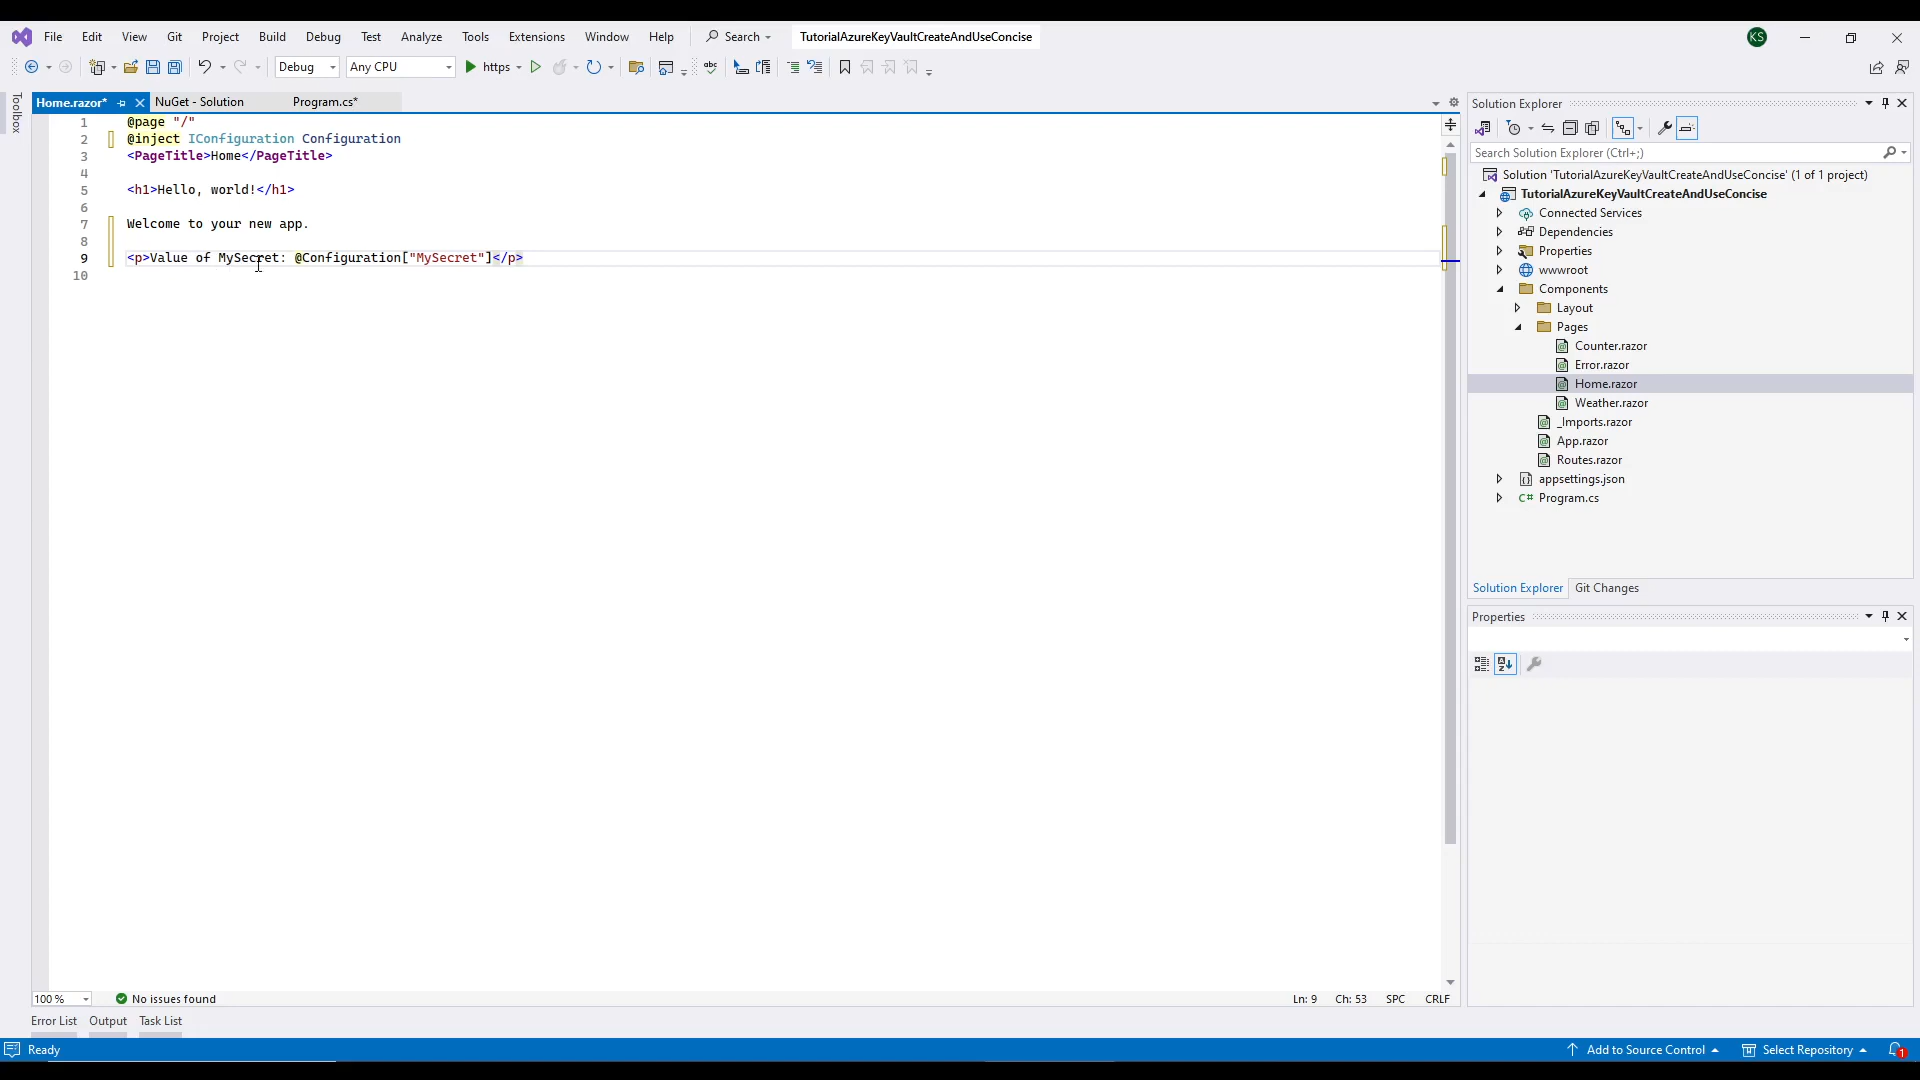 File Edit View Git Project Build Debug Test Analyze Tools Extensions Window Help Search TutorialAzureKeyVaultCreateAndUseConcise KS
Debug Any CPU https abc
Toolbox
Home.razor* NuGet - Solution Program.cs*
1 @page "/"
2 @inject IConfiguration Configuration
3 <PageTitle>Home</PageTitle>
4
5 <h1>Hello, world!</h1>
6
7 Welcome to your new app.
8
9 <p>Value of MySecret: @Configuration["MySecret"]</p>
10
100 % No issues found Ln: 9 Ch: 53 SPC CRLF
Solution Explorer
Search Solution Explorer (Ctrl+;)
Solution 'TutorialAzureKeyVaultCreateAndUseConcise' (1 of 1 project)
TutorialAzureKeyVaultCreateAndUseConcise
Connected Services
Dependencies
Properties
wwwroot
Components
Layout
Pages
Counter.razor
Error.razor
Home.razor
Weather.razor
_Imports.razor
App.razor
Routes.razor
appsettings.json
C# Program.cs
Solution Explorer Git Changes
Properties
Error List Output Task List
Ready Add to Source Control Select Repository 1